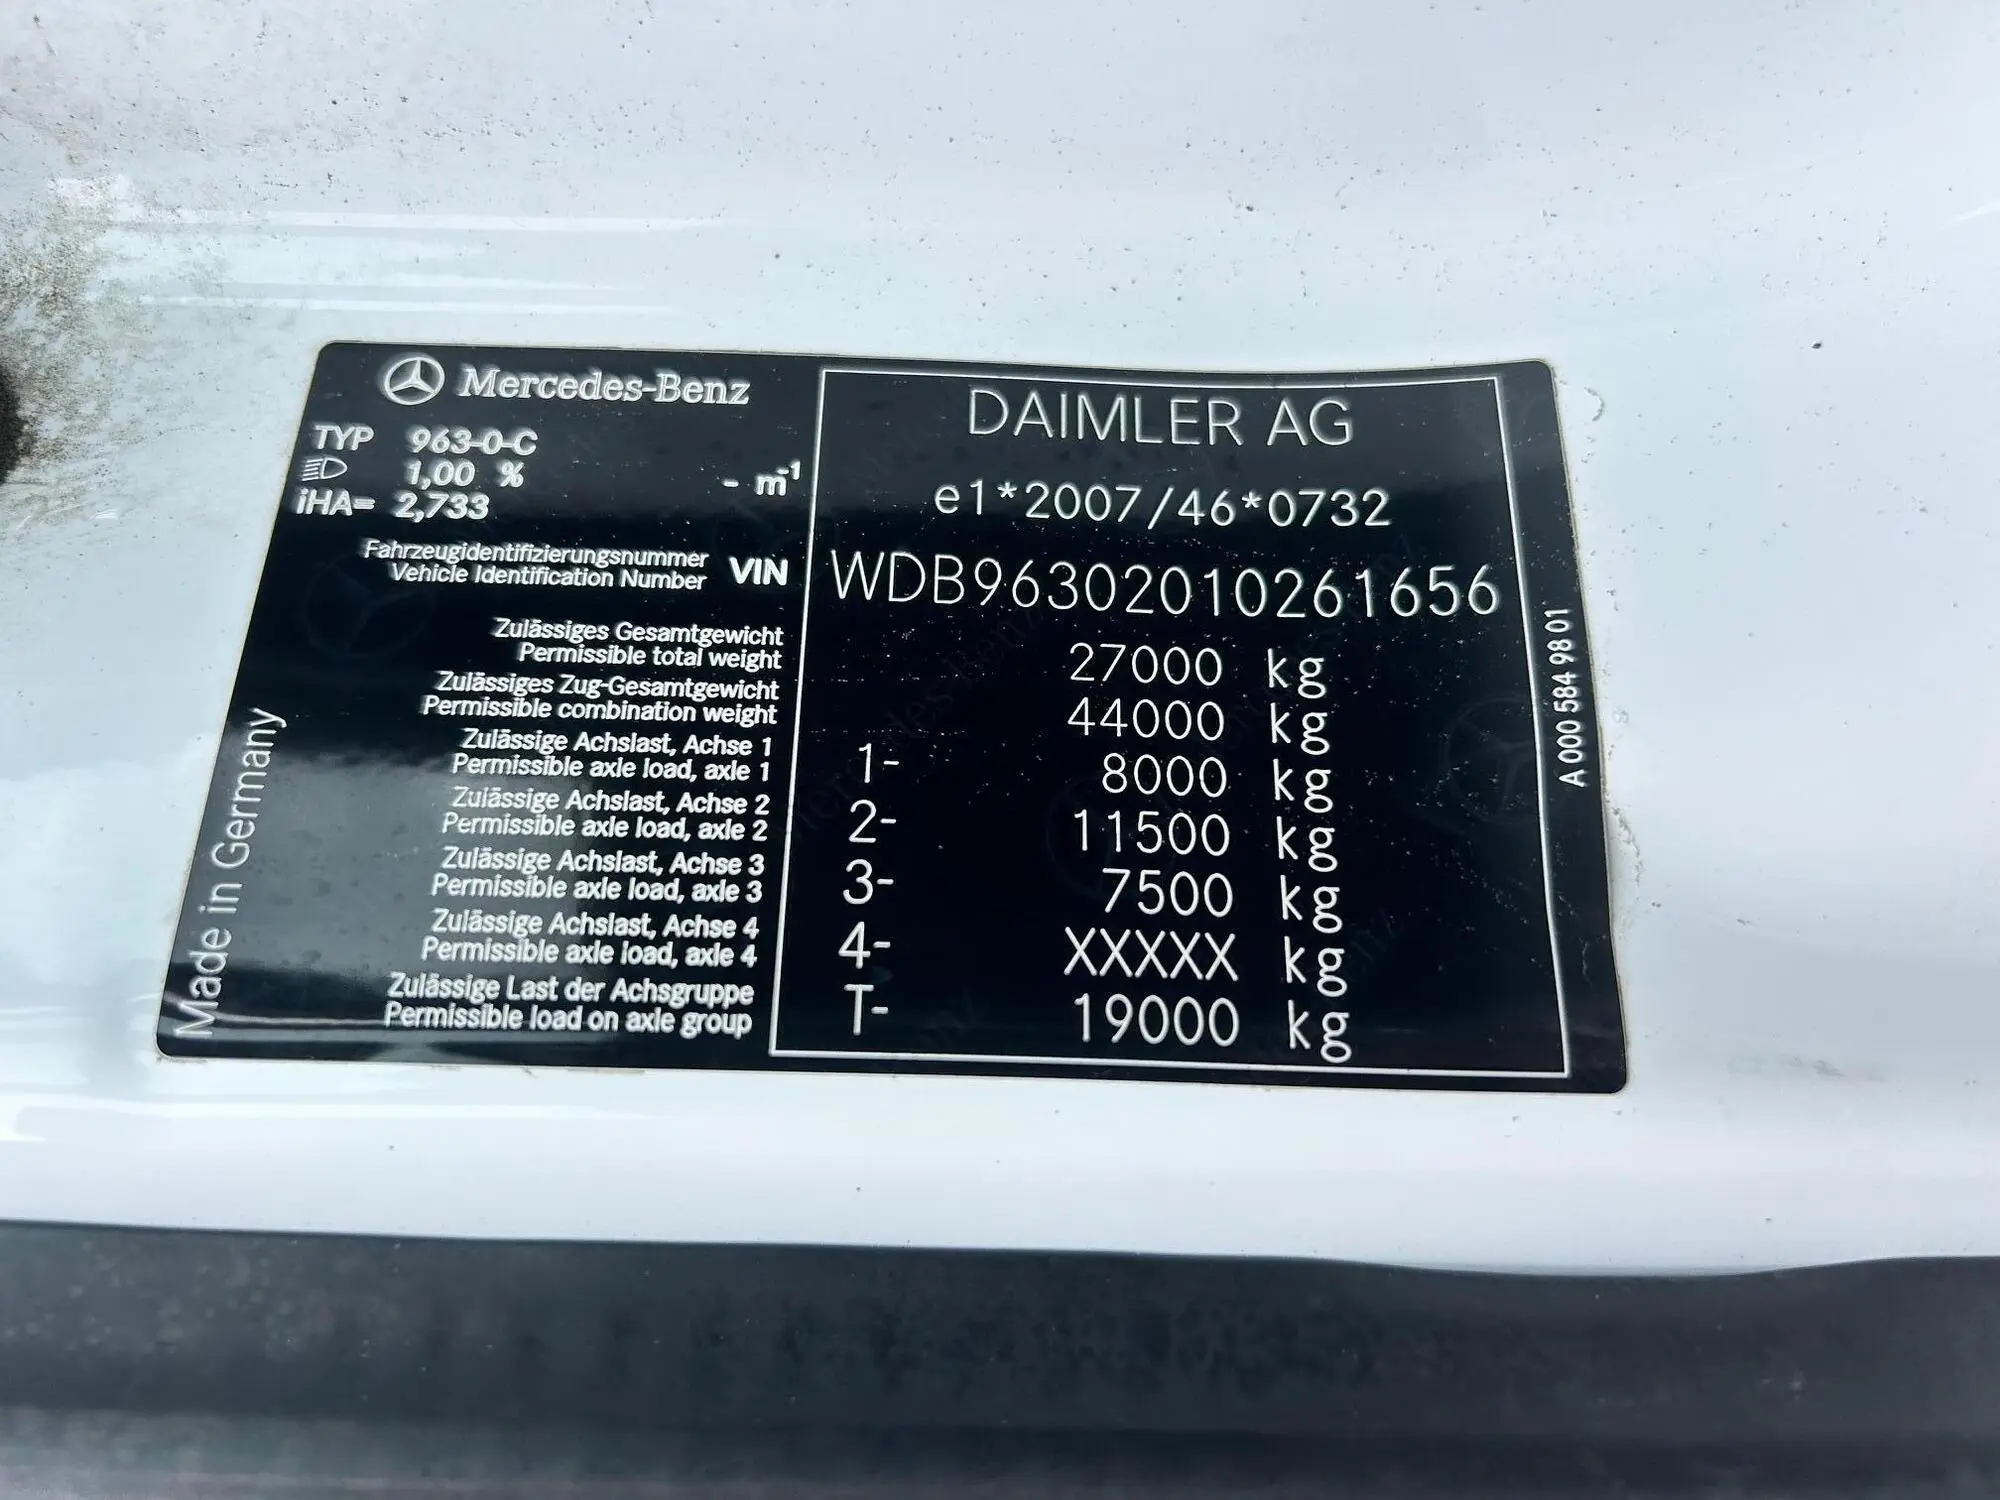 Mercedes-Benz
TYP 963-0-C
1,00 % - m⁻¹
iHA= 2,733
DAIMLER AG
e1*2007/46*0732
Fahrzeugidentifizierungsnummer
Vehicle Identification Number VIN WDB96302010261656
Zulässiges Gesamtgewicht
Permissible total weight 27000 kg
Zulässiges Zug-Gesamtgewicht
Permissible combination weight 44000 kg
Zulässige Achslast, Achse 1
Permissible axle load, axle 1 1- 8000 kg
Zulässige Achslast, Achse 2
Permissible axle load, axle 2 2- 11500 kg
Zulässige Achslast, Achse 3
Permissible axle load, axle 3 3- 7500 kg
Zulässige Achslast, Achse 4
Permissible axle load, axle 4 4- XXXXX kg
Zulässige Last der Achsgruppe
Permissible load on axle group T- 19000 kg
Made in Germany
A 000 584 98 01